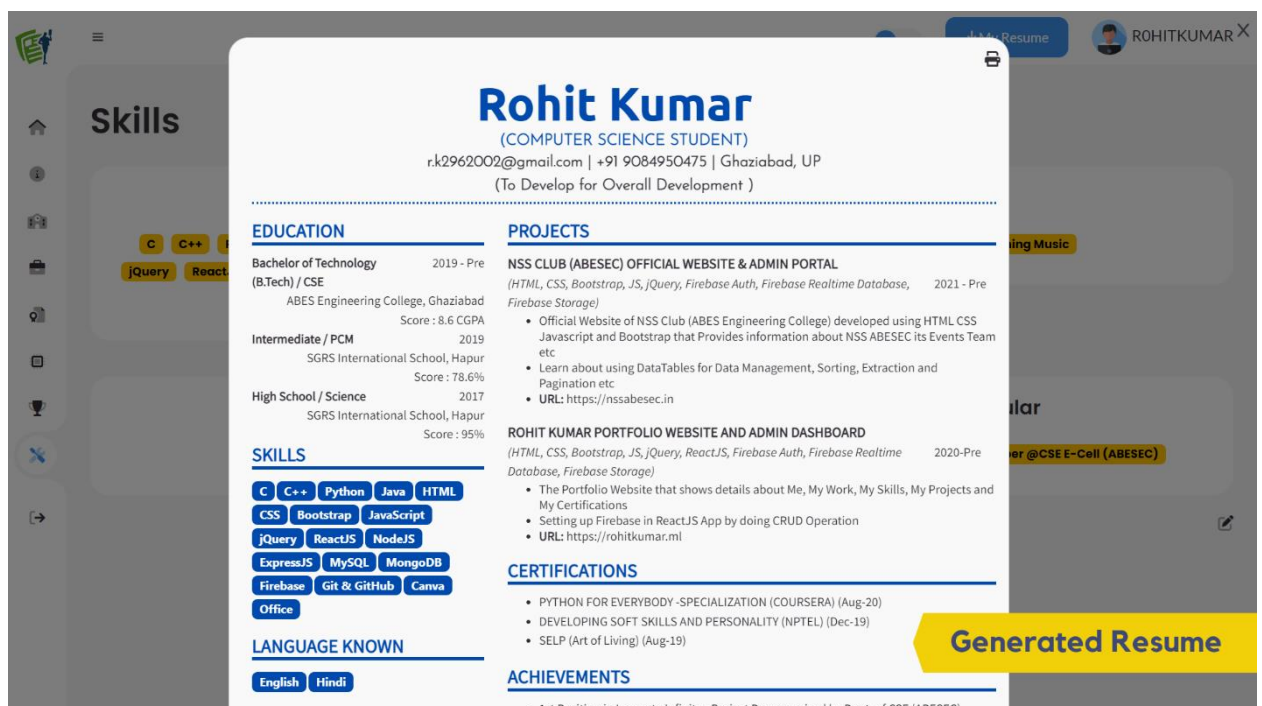 My Resume
ROHITKUMAR X
Skills
C C++
jQuery
Music
@CSE E-Cell (ABESEC)
Rohit Kumar
(COMPUTER SCIENCE STUDENT)
r.k2962002@gmail.com | +91 9084950475 | Ghaziabad, UP
(To Develop for Overall Development )
EDUCATION
Bachelor of Technology 2019 - Pre
(B.Tech) / CSE
ABES Engineering College, Ghaziabad
Score : 8.6 CGPA
Intermediate / PCM 2019
SGRS International School, Hapur
Score : 78.6%
High School / Science 2017
SGRS International School, Hapur
Score : 95%
SKILLS
C C++ Python Java HTML
CSS Bootstrap JavaScript
jQuery ReactJS NodeJS
ExpressJS MySQL MongoDB
Firebase Git & GitHub Canva
Office
LANGUAGE KNOWN
English Hindi
PROJECTS
NSS CLUB (ABESEC) OFFICIAL WEBSITE & ADMIN PORTAL
(HTML, CSS, Bootstrap, JS, jQuery, Firebase Auth, Firebase Realtime Database, 2021 - Pre
Firebase Storage)
• Official Website of NSS Club (ABES Engineering College) developed using HTML CSS
Javascript and Bootstrap that Provides information about NSS ABESEC its Events Team
etc
• Learn about using DataTables for Data Management, Sorting, Extraction and
Pagination etc
• URL: https://nssabesec.in
ROHIT KUMAR PORTFOLIO WEBSITE AND ADMIN DASHBOARD
(HTML, CSS, Bootstrap, JS, jQuery, ReactJS, Firebase Auth, Firebase Realtime 2020-Pre
Database, Firebase Storage)
• The Portfolio Website that shows details about Me, My Work, My Skills, My Projects and
My Certifications
• Setting up Firebase in ReactJS App by doing CRUD Operation
• URL: https://rohitkumar.ml
CERTIFICATIONS
• PYTHON FOR EVERYBODY -SPECIALIZATION (COURSERA) (Aug-20)
• DEVELOPING SOFT SKILLS AND PERSONALITY (NPTEL) (Dec-19)
• SELP (Art of Living) (Aug-19)
ACHIEVEMENTS
Generated Resume